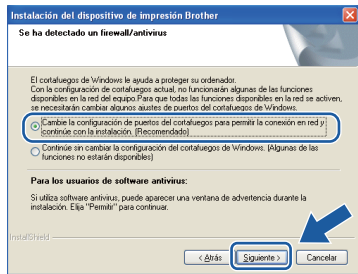 Instalación del dispositivo de impresión Brother
Se ha detectado un firewall/antivirus
El cortafuegos de Windows le ayuda a proteger su ordenador.
Con la configuración de cortafuegos actual, no funcionarán algunas de las funciones
disponibles en la red del equipo.Para que todas las funciones disponibles en la red se activen,
se necesitarán cambiar algunos ajustes de puertos del cortafuegos de Windows.
Cambie la configuración de puertos del cortafuegos para permitir la conexión en red y
continúe con la instalación. (Recomendado)
Continúe sin cambiar la configuración del cortafuegos de Windows. (Algunas de las
funciones no estarán disponibles)
Para los usuarios de software antivirus:
Si utiliza software antivirus, puede aparecer una ventana de advertencia durante la
instalación. Elija "Permitir" para continuar.
InstallShield
< Atrás
Siguiente >
Cancelar